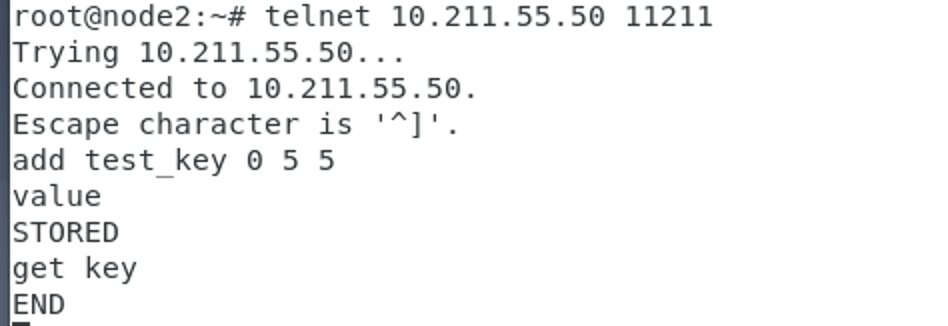 root@node2:~# telnet 10.211.55.50 11211
Trying 10.211.55.50...
Connected to 10.211.55.50.
Escape character is '^]'.
add test_key 0 5 5
value
STORED
get key
END